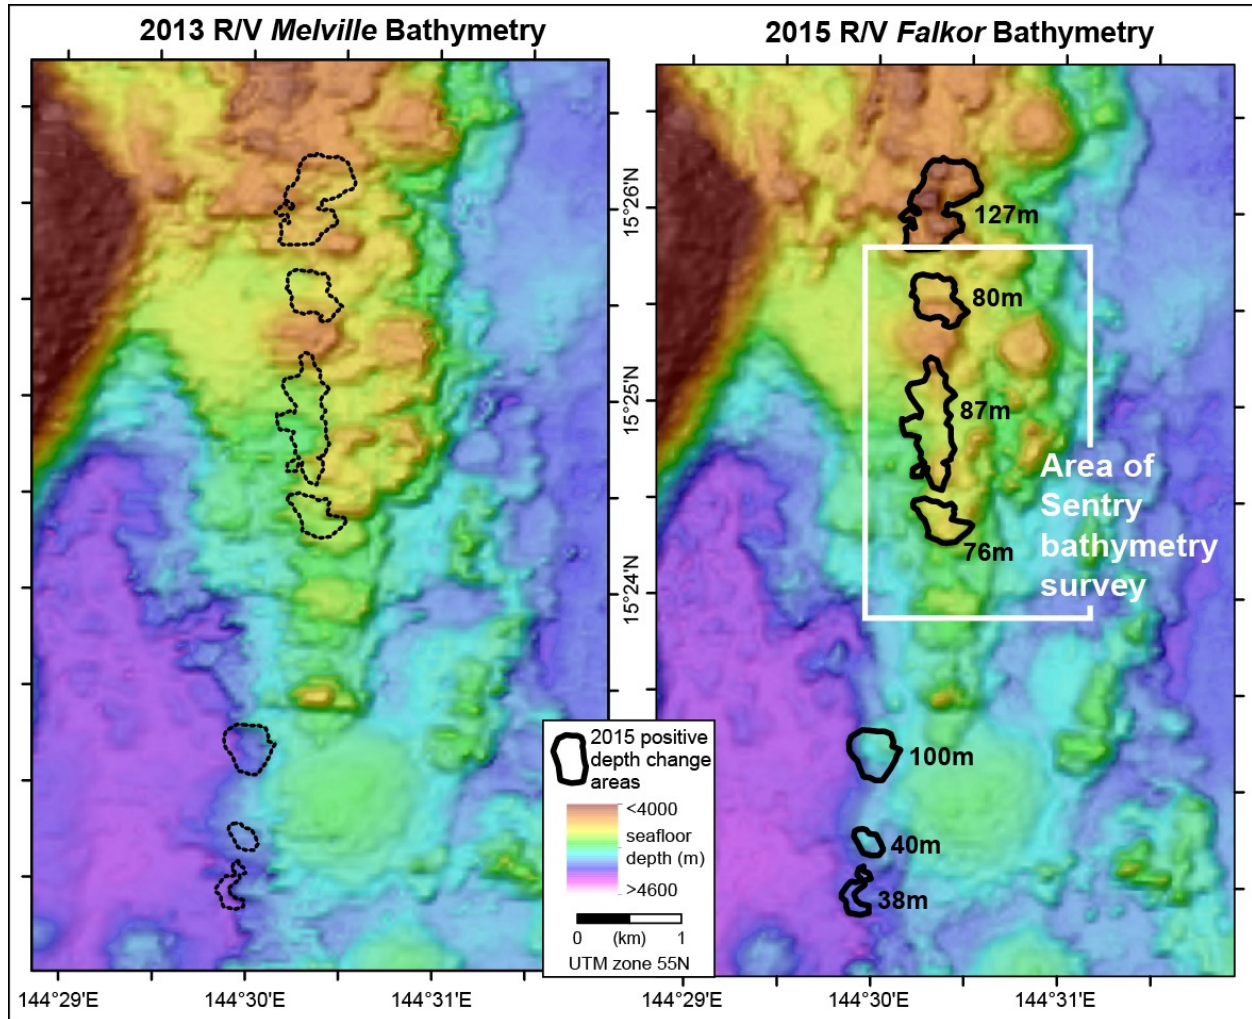 2013 R/V Melville Bathymetry
2015 R/V Falkor Bathymetry
15°26'N
15°25'N
15°24'N
127m
80m
87m
76m
Area of
Sentry
bathymetry
survey
100m
40m
38m
2015 positive
depth change
areas
<4000
seafloor
depth (m)
>4600
0 (km) 1
UTM zone 55N
144°29'E 144°30'E 144°31'E
144°29'E 144°30'E 144°31'E